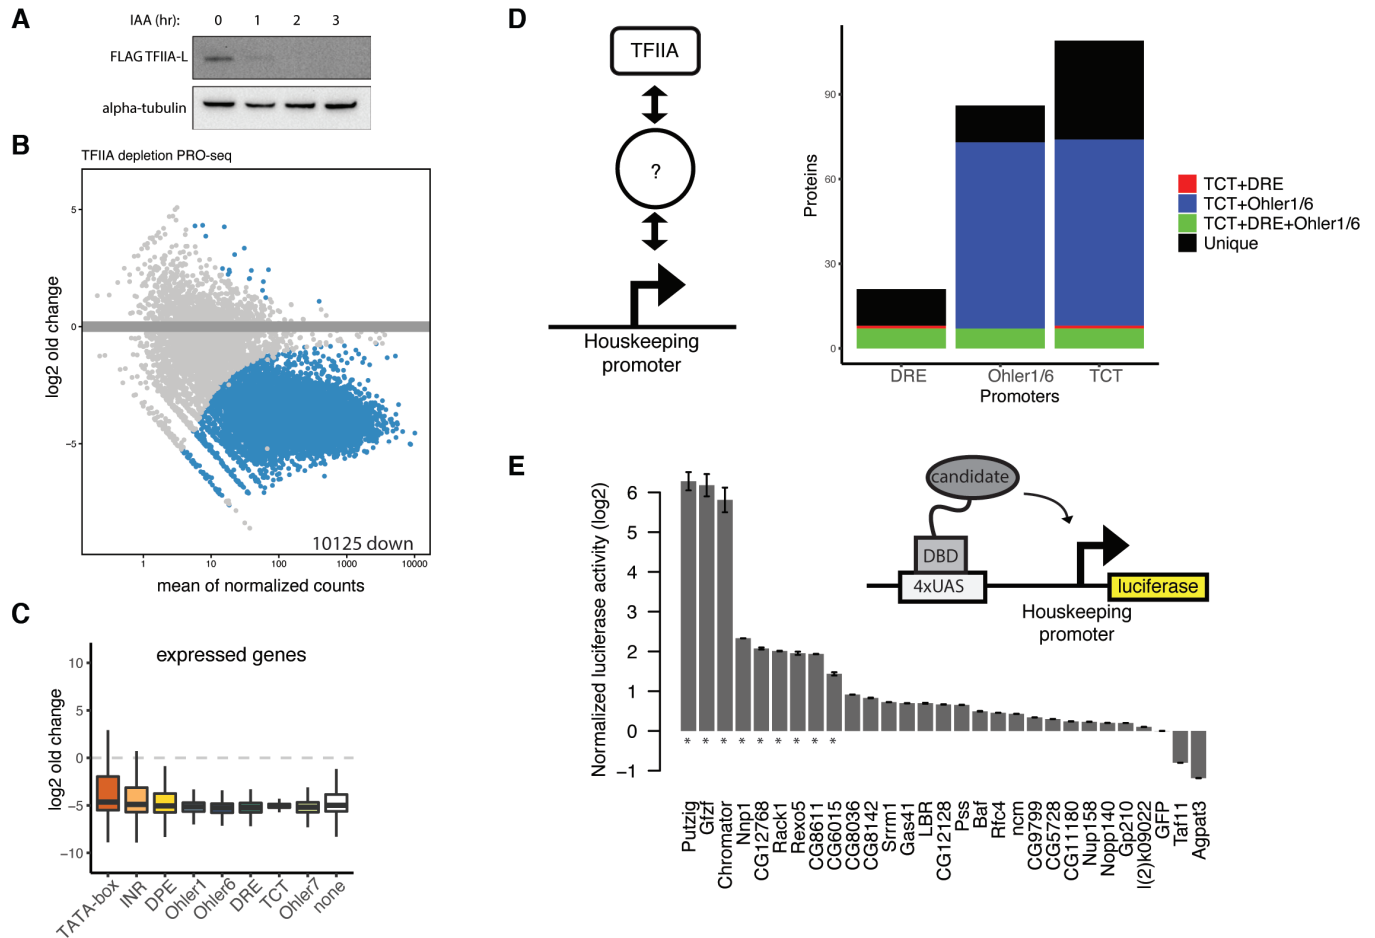 A
IAA (hr): 0 1 2 3
FLAG TFIIA-L
alpha-tubulin
B
TFIIA depletion PRO-seq
log2 old change
5
0
−5
10125 down
1 10 100 1000 10000
mean of normalized counts
C
expressed genes
log2 old change
10
5
0
−5
−10
TATA-box INR DPE Ohler1 Ohler6 DRE TCT Ohler7 none
D
TFIIA
?
Houskeeping
promoter
Proteins
90
60
30
0
DRE Ohler1/6 TCT
Promoters
TCT+DRE
TCT+Ohler1/6
TCT+DRE+Ohler1/6
Unique
E
Normalized luciferase activity (log2)
6
5
4
3
2
1
0
−1
* * * * * * * * *
Putzig Gfzf Chromator Nnp1 CG12768 Rack1 Rexo5 CG8611 CG6015 CG8036 CG8142 Srrm1 Gas41 LBR CG12128 Pss Baf Rfc4 ncm CG9799 CG5728 CG11180 Nup158 Nopp140 Gp210 l(2)k09022 GFP Taf11 Agpat3
candidate
DBD
4xUAS
luciferase
Houskeeping
promoter